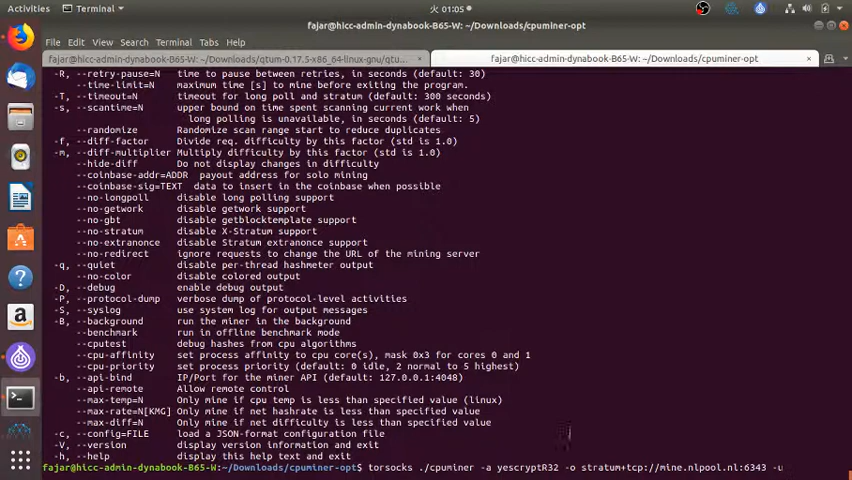 Activities Terminal 火 01:05
fajar@hicc-admin-dynabook-B65-W: ~/Downloads/cpuminer-opt
File Edit View Search Terminal Tabs Help
fajar@hicc-admin-dynabook-B65-W: ~/Downloads/qtum-0.17.5-x86_64-linux-gnu/qtu... × fajar@hicc-admin-dynabook-B65-W: ~/Downloads/cpuminer-opt ×
-R, --retry-pause=N time to pause between retries, in seconds (default: 30)
--time-limit=N maximum time [s] to mine before exiting the program.
-T, --timeout=N timeout for long poll and stratum (default: 300 seconds)
-s, --scantime=N upper bound on time spent scanning current work when
long polling is unavailable, in seconds (default: 5)
--randomize Randomize scan range start to reduce duplicates
-f, --diff-factor Divide req. difficulty by this factor (std is 1.0)
-m, --diff-multiplier Multiply difficulty by this factor (std is 1.0)
--hide-diff Do not display changes in difficulty
--coinbase-addr=ADDR payout address for solo mining
--coinbase-sig=TEXT data to insert in the coinbase when possible
--no-longpoll disable long polling support
--no-getwork disable getwork support
--no-gbt disable getblocktemplate support
--no-stratum disable X-Stratum support
--no-extranonce disable Stratum extranonce support
--no-redirect ignore requests to change the URL of the mining server
-q, --quiet disable per-thread hashmeter output
--no-color disable colored output
-D, --debug enable debug output
-P, --protocol-dump verbose dump of protocol-level activities
-S, --syslog use system log for output messages
-B, --background run the miner in the background
--benchmark run in offline benchmark mode
--cputest debug hashes from cpu algorithms
--cpu-affinity set process affinity to cpu core(s), mask 0x3 for cores 0 and 1
--cpu-priority set process priority (default: 0 idle, 2 normal to 5 highest)
-b, --api-bind IP/Port for the miner API (default: 127.0.0.1:4048)
--api-remote Allow remote control
--max-temp=N Only mine if cpu temp is less than specified value (linux)
--max-rate=N[KMG] Only mine if net hashrate is less than specified value
--max-diff=N Only mine if net difficulty is less than specified value
-c, --config=FILE load a JSON-format configuration file
-V, --version display version information and exit
-h, --help display this help text and exit
fajar@hicc-admin-dynabook-B65-W:~/Downloads/cpuminer-opt$ torsocks ./cpuminer -a yescryptR32 -o stratum+tcp://mine.nlpool.nl:6343 -u